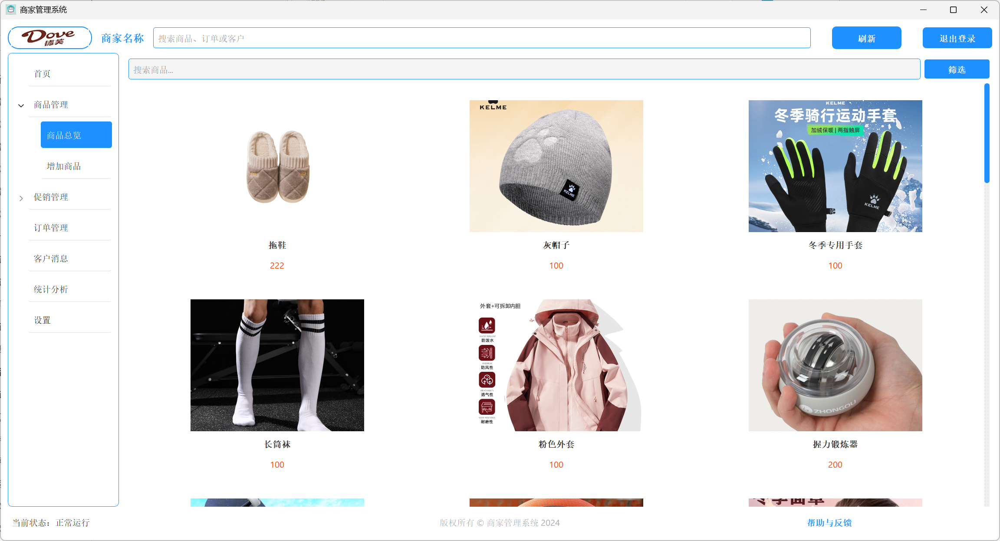 商家管理系统
Dove
德芙
商家名称
搜索商品、订单或客户
刷新
退出登录
首页
商品管理
商品总览
增加商品
促销管理
订单管理
客户消息
统计分析
设置
搜索商品...
筛选
KELME
KELME
KELME
冬季骑行运动手套
加绒保暖 | 两指触屏
KELME
拖鞋
222
灰帽子
100
冬季专用手套
100
外套+可拆卸内胆
WATER REPELLENT
防泼水
WINDBREAK
防风性
BREATHABILITY
透气性
WEAR RESISTANCE
耐磨性
ZHONGOU
长筒袜
100
粉色外套
100
握力锻炼器
200
当前状态：正常运行
版权所有 © 商家管理系统 2024
帮助与反馈